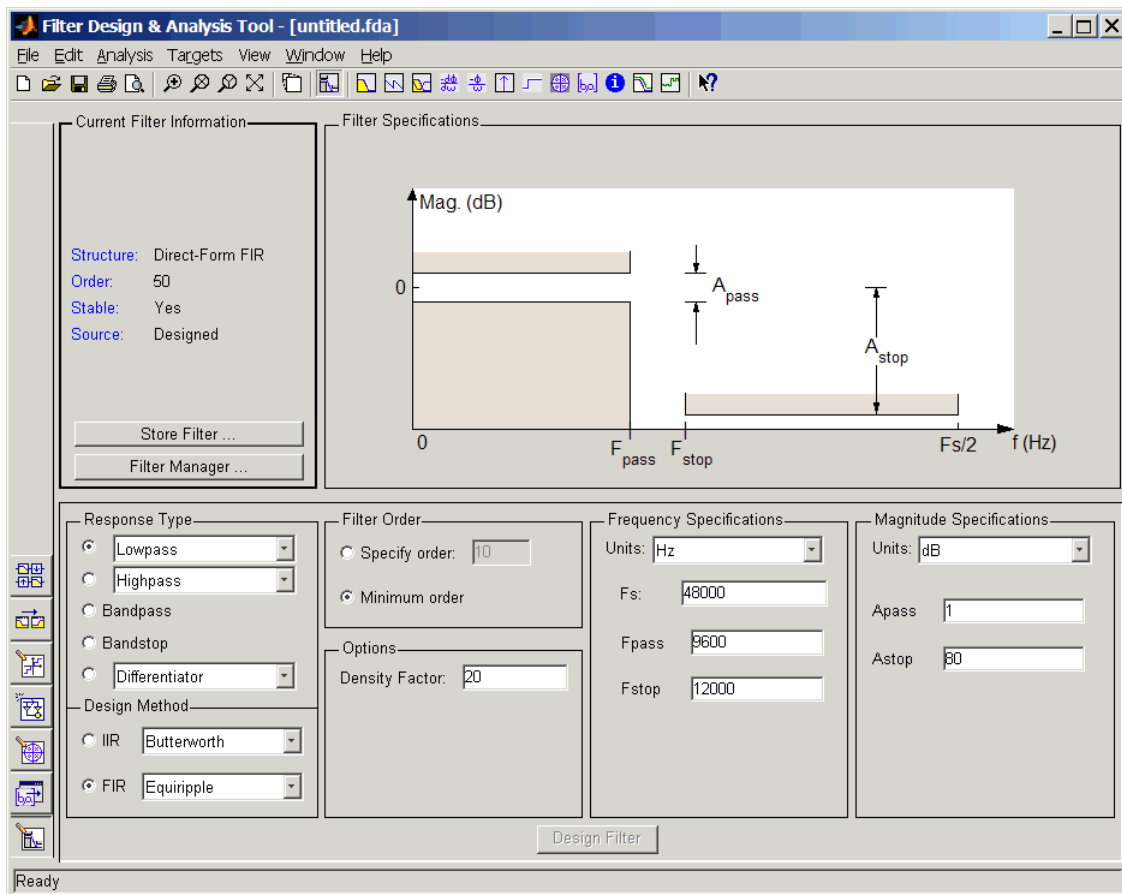 Filter Design & Analysis Tool - [untitled.fda]
File Edit Analysis Targets View Window Help
Current Filter Information
Structure: Direct-Form FIR
Order: 50
Stable: Yes
Source: Designed
Store Filter ...
Filter Manager ...
Filter Specifications
Mag. (dB)
0
A pass
A stop
0
F pass
F stop
Fs/2
f (Hz)
Response Type
Lowpass
Highpass
Bandpass
Bandstop
Differentiator
Design Method
IIR Butterworth
FIR Equiripple
Filter Order
Specify order: 10
Minimum order
Options
Density Factor: 20
Frequency Specifications
Units: Hz
Fs: 48000
Fpass 9600
Fstop 12000
Magnitude Specifications
Units: dB
Apass 1
Astop 80
Design Filter
Ready